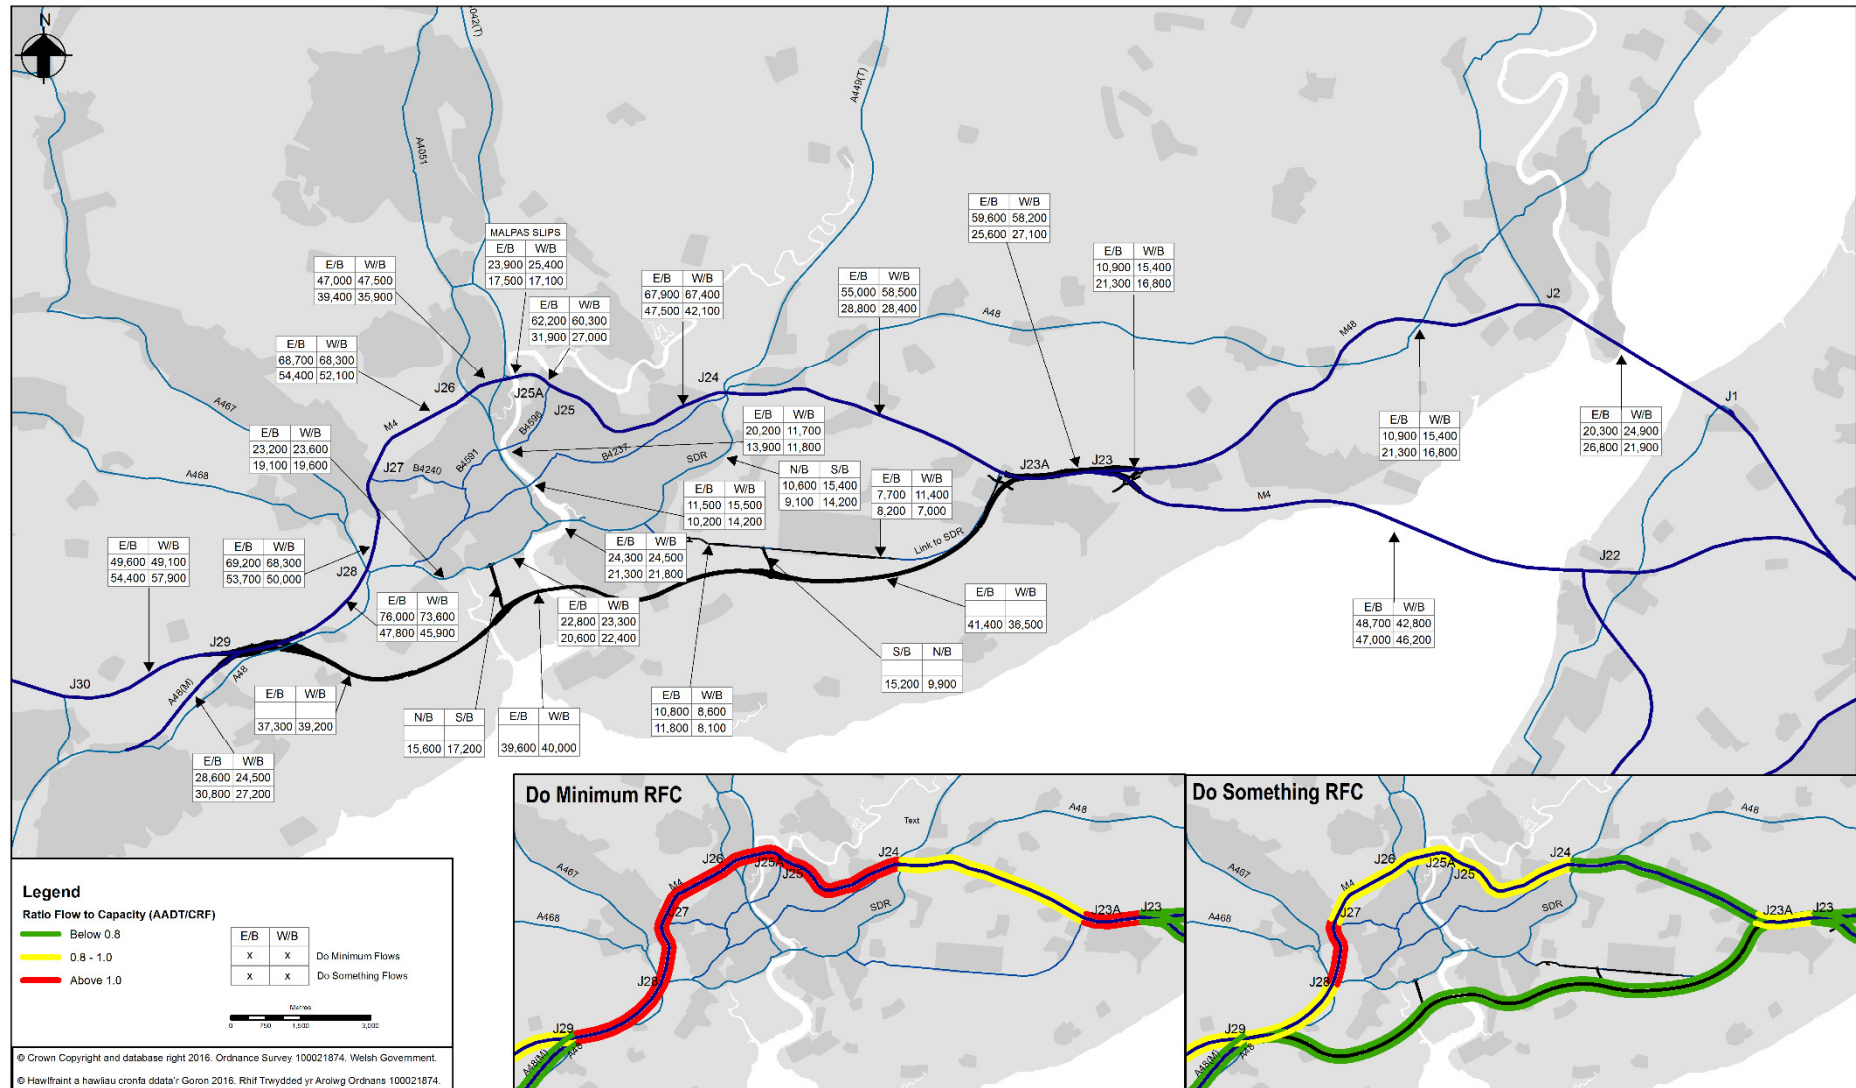 N
A042(T)
A4051
A449(T)
MALPAS SLIPS
E/B W/B
23,900 25,400
17,500 17,100
E/B W/B
47,000 47,500
39,400 35,900
E/B W/B
62,200 60,300
31,900 27,000
E/B W/B
67,900 67,400
47,500 42,100
E/B W/B
55,000 58,500
28,800 28,400
E/B W/B
59,600 58,200
25,600 27,100
E/B W/B
10,900 15,400
21,300 16,800
E/B W/B
68,700 68,300
54,400 52,100
A48
M48
J2
J1
J26
J25A
J25
J24
M4
A467
A468
J27
B4240
B4591
B4596
B4237
SDR
E/B W/B
23,200 23,600
19,100 19,600
E/B W/B
20,200 11,700
13,900 11,800
N/B S/B
10,600 15,400
9,100 14,200
E/B W/B
11,500 15,500
10,200 14,200
E/B W/B
7,700 11,400
8,200 7,000
J23A
J23
M4
E/B W/B
10,900 15,400
21,300 16,800
E/B W/B
20,300 24,900
26,800 21,900
E/B W/B
49,600 49,100
54,400 57,900
E/B W/B
69,200 68,300
53,700 50,000
J28
E/B W/B
24,300 24,500
21,300 21,800
Link to SDR
J22
E/B W/B
76,000 73,600
47,800 45,900
E/B W/B
22,800 23,300
20,600 22,400
E/B W/B
41,400 36,500
E/B W/B
48,700 42,800
47,000 46,200
J29
J30
A48(M)
A48
E/B W/B
37,300 39,200
N/B S/B
15,600 17,200
E/B W/B
39,600 40,000
E/B W/B
10,800 8,600
11,800 8,100
S/B N/B
15,200 9,900
E/B W/B
28,600 24,500
30,800 27,200
Do Minimum RFC
Text
A48
J26
J25A
J25
J24
M4
A467
A468
J27
SDR
J23A
J23
J28
J29
A48
Do Something RFC
A48
J26
J25A
J25
J24
M4
A467
A468
J27
SDR
J23A
J23
J28
J29
A48(M)
A48
Legend
Ratio Flow to Capacity (AADT/CRF)
Below 0.8
0.8 - 1.0
Above 1.0
E/B W/B
x x Do Minimum Flows
x x Do Something Flows
Metres
0 750 1,500 3,000
© Crown Copyright and database right 2016. Ordnance Survey 100021874. Welsh Government.
© Hawlfraint a hawliau cronfa ddata'r Goron 2016. Rhif Trwydded yr Arolwg Ordnans 100021874.